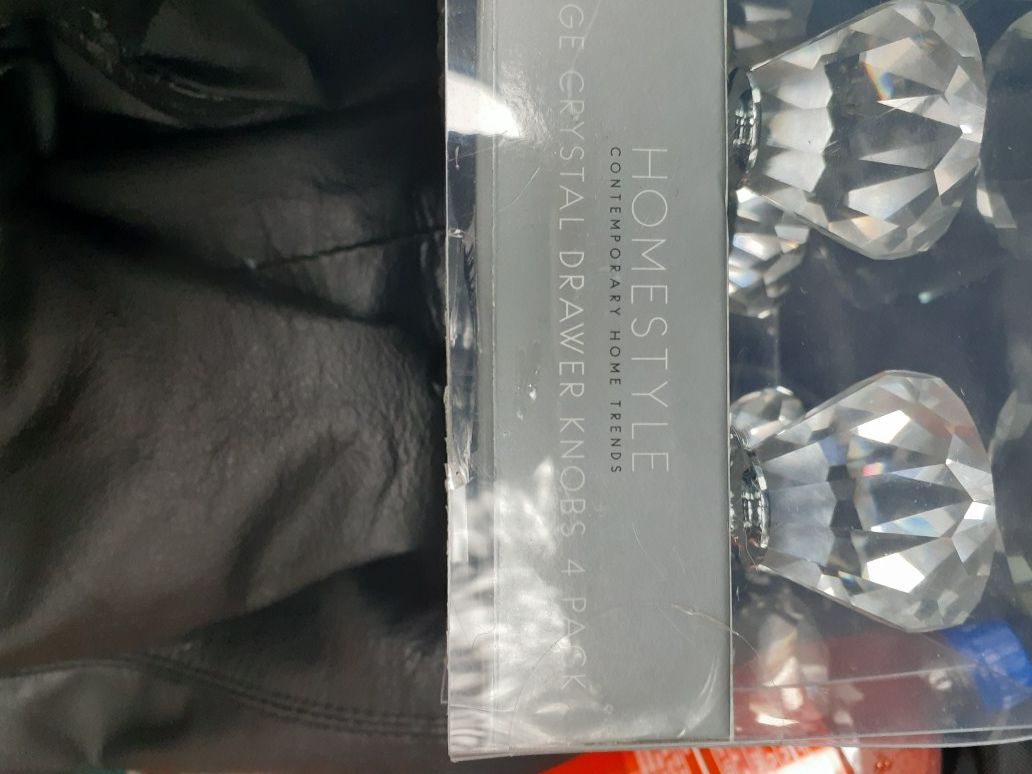 HOMESTYLE
CONTEMPORARY HOME TRENDS
GE CRYSTAL DRAWER KNOBS 4 PACK